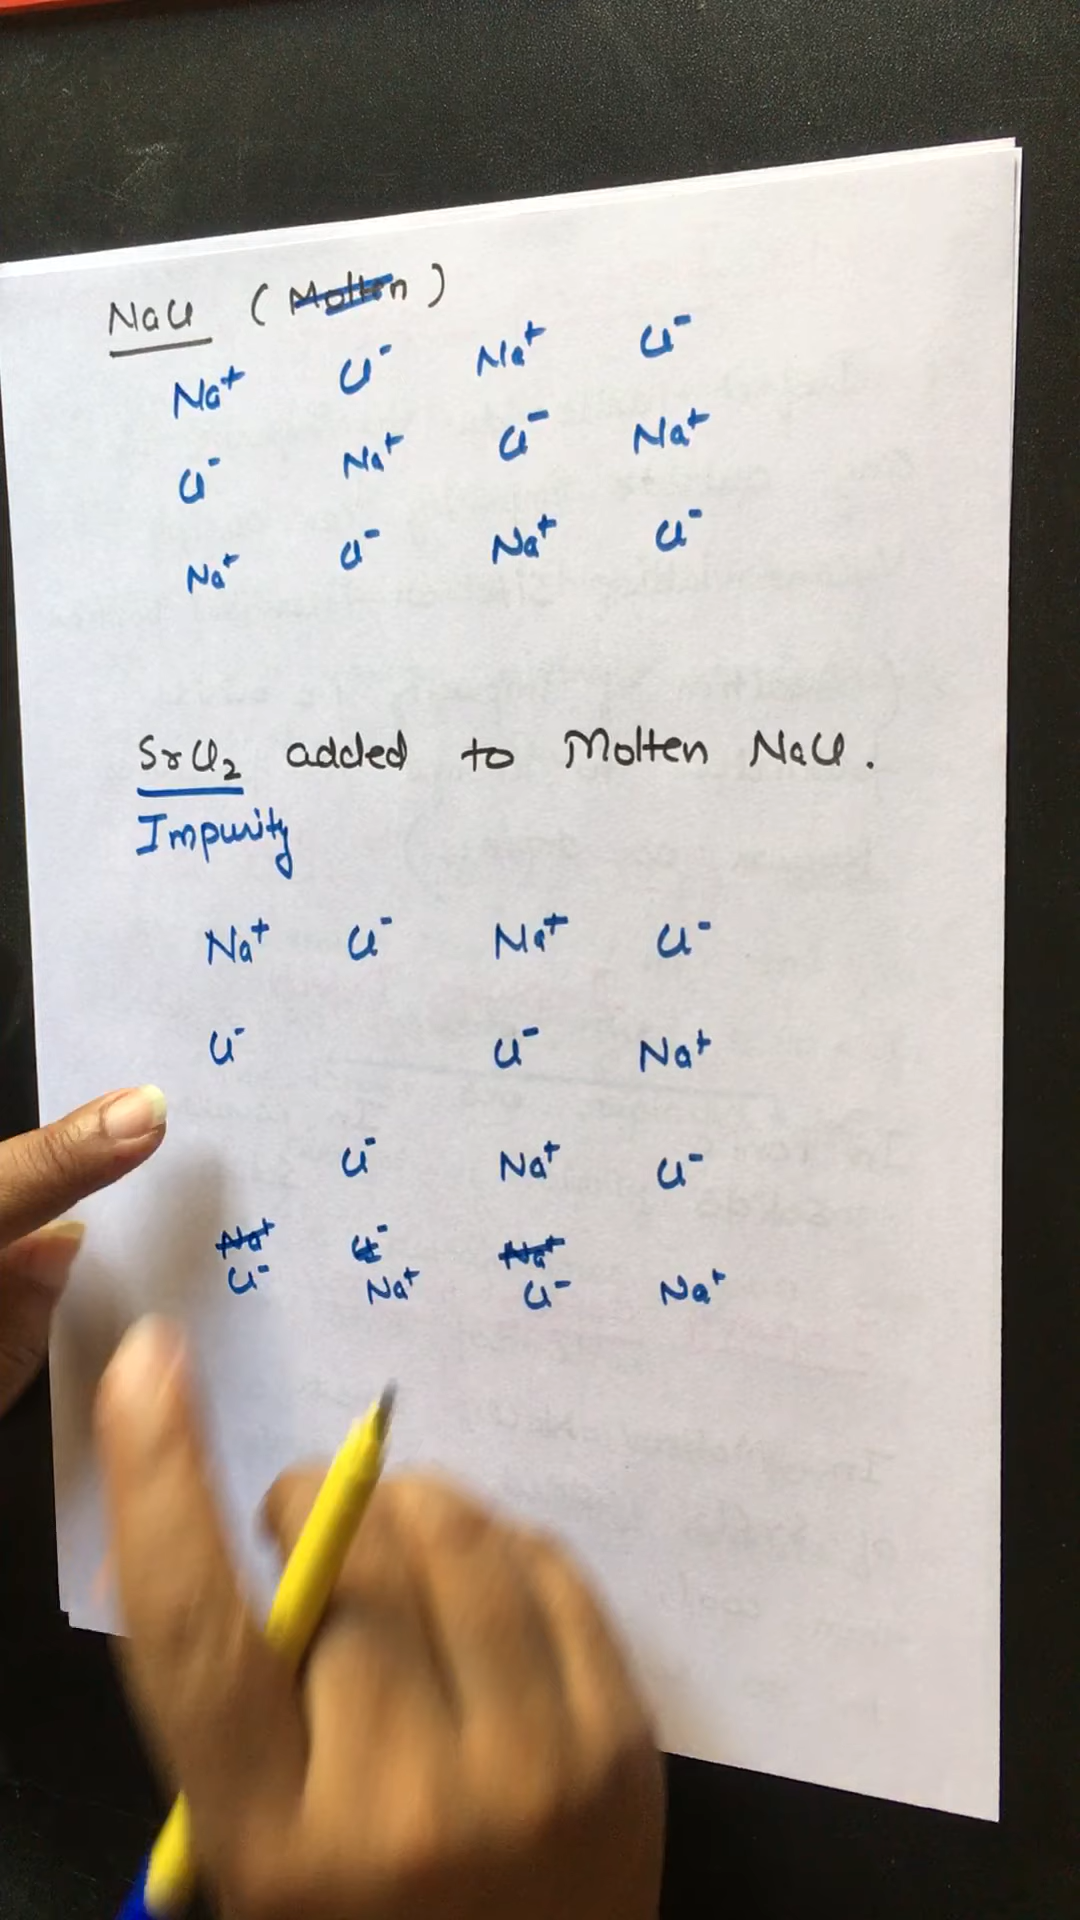 NaCl (Molten)
Na⁺ Cl⁻ Na⁺ Cl⁻
Cl⁻ Na⁺ Cl⁻ Na⁺
Na⁺ Cl⁻ Na⁺ Cl⁻
SrCl₂ added to Molten NaCl.
Impurity
Na⁺ Cl⁻ Na⁺ Cl⁻
Cl⁻ Cl⁻ Na⁺
Cl⁻ Na⁺ Cl⁻
Na⁺ Cl⁻ Na⁺
Cl⁻ Na⁺ Cl⁻ Na⁺